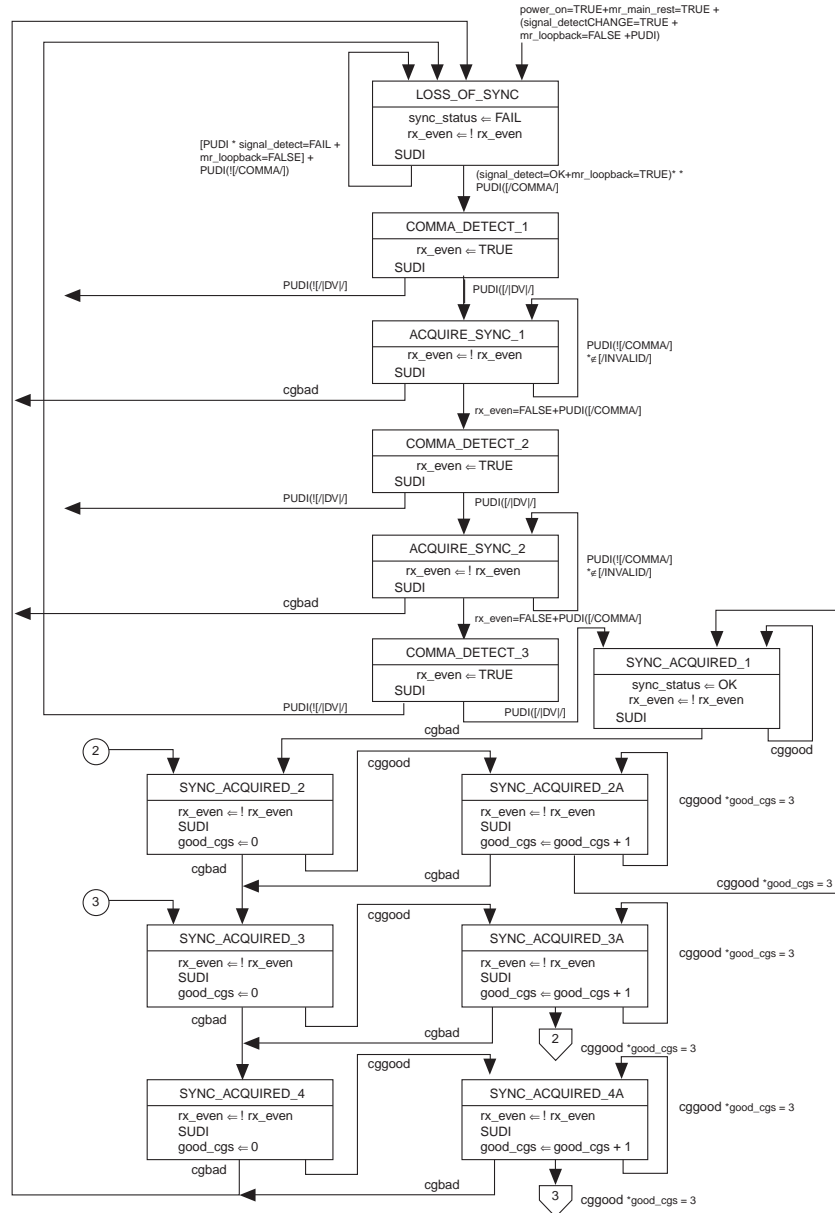 power_on=TRUE+mr_main_rest=TRUE +
(signal_detectCHANGE=TRUE +
mr_loopback=FALSE +PUDI)
LOSS_OF_SYNC
sync_status ⇐ FAIL
rx_even ⇐ ! rx_even
SUDI
[PUDI * signal_detect=FAIL +
mr_loopback=FALSE] +
PUDI(![/COMMA/])
(signal_detect=OK+mr_loopback=TRUE)* *
PUDI([/COMMA/]
COMMA_DETECT_1
rx_even ⇐ TRUE
SUDI
PUDI(![/|DV|/]
PUDI([/|DV|/]
ACQUIRE_SYNC_1
rx_even ⇐ ! rx_even
SUDI
PUDI(![/COMMA/]
*∉[/INVALID/]
cgbad
rx_even=FALSE+PUDI([/COMMA/]
COMMA_DETECT_2
rx_even ⇐ TRUE
SUDI
PUDI(![/|DV|/]
PUDI([/|DV|/]
ACQUIRE_SYNC_2
rx_even ⇐ ! rx_even
SUDI
PUDI(![/COMMA/]
*∉[/INVALID/]
cgbad
rx_even=FALSE+PUDI([/COMMA/]
COMMA_DETECT_3
rx_even ⇐ TRUE
SUDI
PUDI(![/|DV|/]
PUDI([/|DV|/]
SYNC_ACQUIRED_1
sync_status ⇐ OK
rx_even ⇐ ! rx_even
SUDI
cggood
cgbad
2
SYNC_ACQUIRED_2
rx_even ⇐ ! rx_even
SUDI
good_cgs ⇐ 0
cggood
SYNC_ACQUIRED_2A
rx_even ⇐ ! rx_even
SUDI
good_cgs ⇐ good_cgs + 1
cggood *good_cgs = 3
cgbad
cgbad
cggood *good_cgs = 3
3
SYNC_ACQUIRED_3
rx_even ⇐ ! rx_even
SUDI
good_cgs ⇐ 0
cggood
SYNC_ACQUIRED_3A
rx_even ⇐ ! rx_even
SUDI
good_cgs ⇐ good_cgs + 1
cggood *good_cgs = 3
cgbad
cgbad
2
cggood *good_cgs = 3
SYNC_ACQUIRED_4
rx_even ⇐ ! rx_even
SUDI
good_cgs ⇐ 0
cggood
SYNC_ACQUIRED_4A
rx_even ⇐ ! rx_even
SUDI
good_cgs ⇐ good_cgs + 1
cggood *good_cgs = 3
cgbad
cgbad
3
cggood *good_cgs = 3